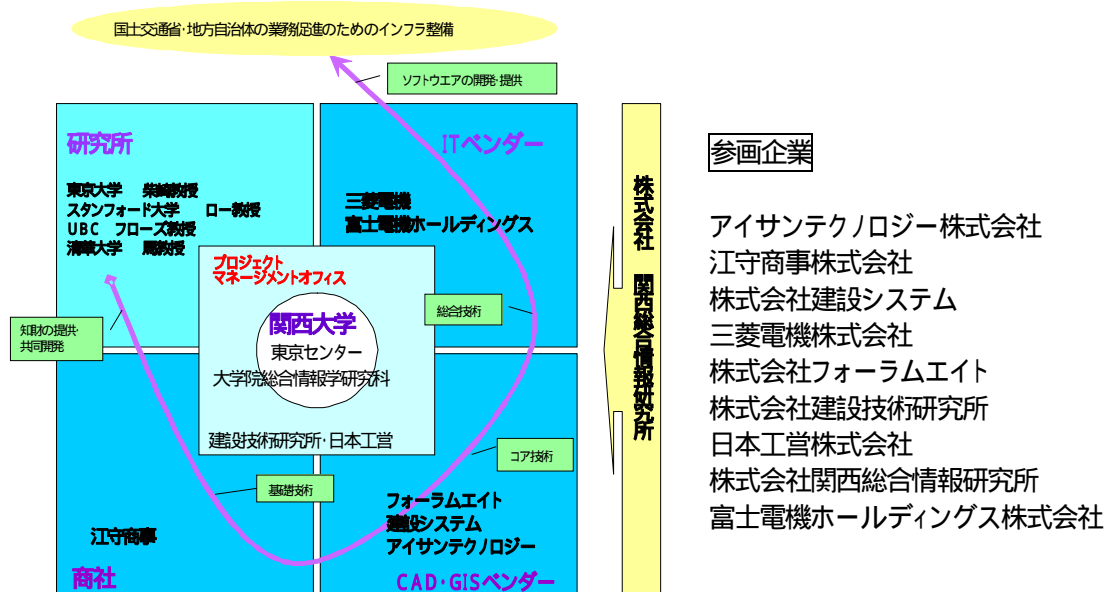 国土交通省･地方自治体の業務促進のためのインフラ整備
ソフトウエアの開発･提供
研究所
東京大学 柴崎教授
スタンフォード大学 ロー教授
UBC フローズ教授
清華大学 馬教授
ITベンダー
三菱電機
富士電機ホールディングス
プロジェクト
マネージメントオフィス
関西大学
東京センター
大学院総合情報学研究科
建設技術研究所･日本工営
総合技術
知財の提供･
共同開発
コア技術
基礎技術
江守商事
商社
フォーラムエイト
建設システム
アイサンテクノロジー
CAD･GISベンダー
株式会社 関西総合情報研究所
参画企業
アイサンテクノロジー株式会社
江守商事株式会社
株式会社建設システム
三菱電機株式会社
株式会社フォーラムエイト
株式会社建設技術研究所
日本工営株式会社
株式会社関西総合情報研究所
富士電機ホールディングス株式会社